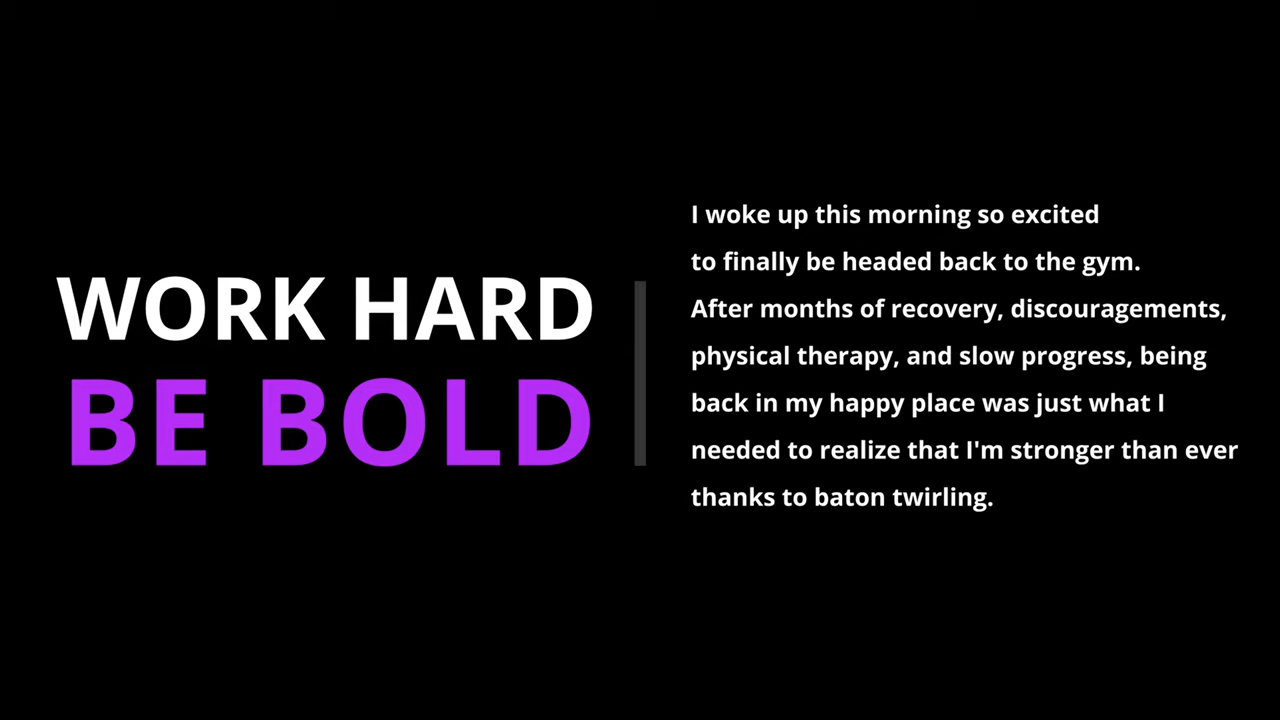 WORK HARD
BE BOLD
I woke up this morning so excited
to finally be headed back to the gym.
After months of recovery, discouragements,
physical therapy, and slow progress, being
back in my happy place was just what I
needed to realize that I'm stronger than ever
thanks to baton twirling.